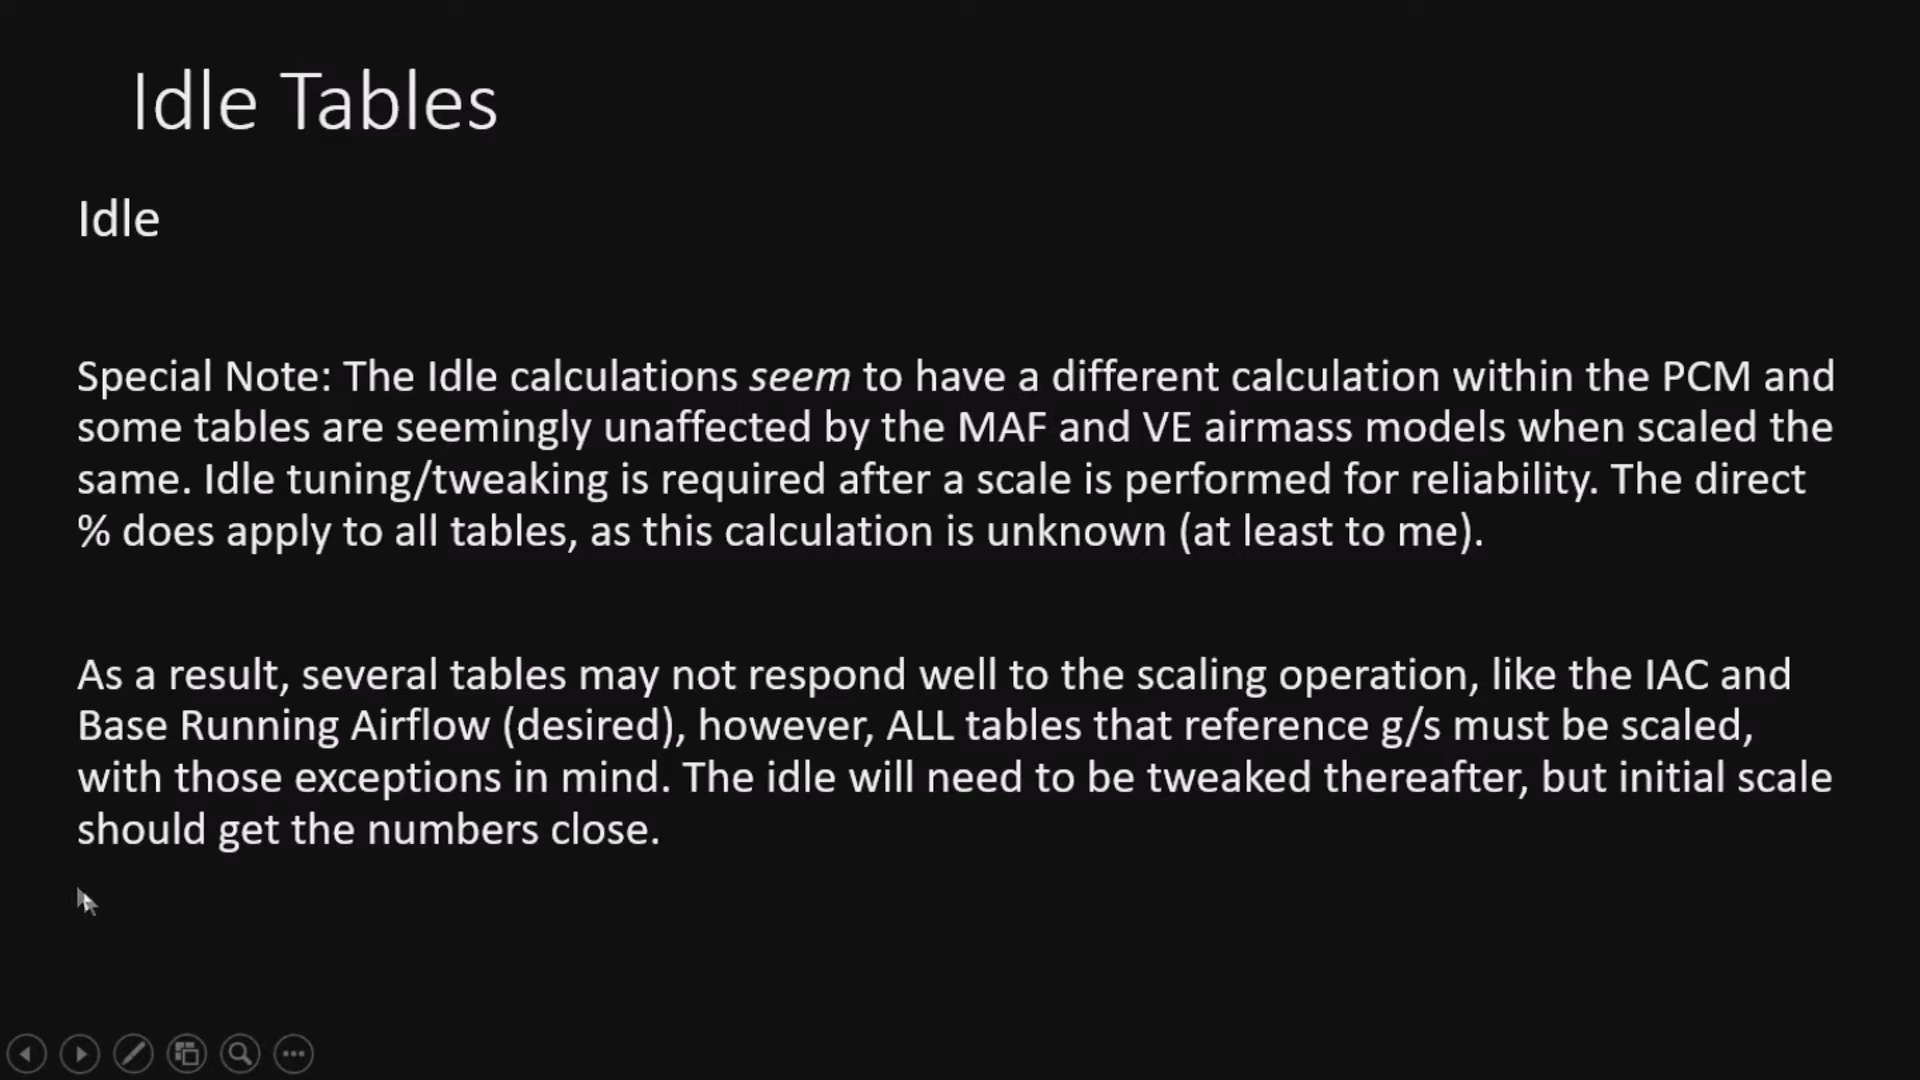 Idle Tables
Idle
Special Note: The Idle calculations seem to have a different calculation within the PCM and
some tables are seemingly unaffected by the MAF and VE airmass models when scaled the
same. Idle tuning/tweaking is required after a scale is performed for reliability. The direct
% does apply to all tables, as this calculation is unknown (at least to me).
As a result, several tables may not respond well to the scaling operation, like the IAC and
Base Running Airflow (desired), however, ALL tables that reference g/s must be scaled,
with those exceptions in mind. The idle will need to be tweaked thereafter, but initial scale
should get the numbers close.